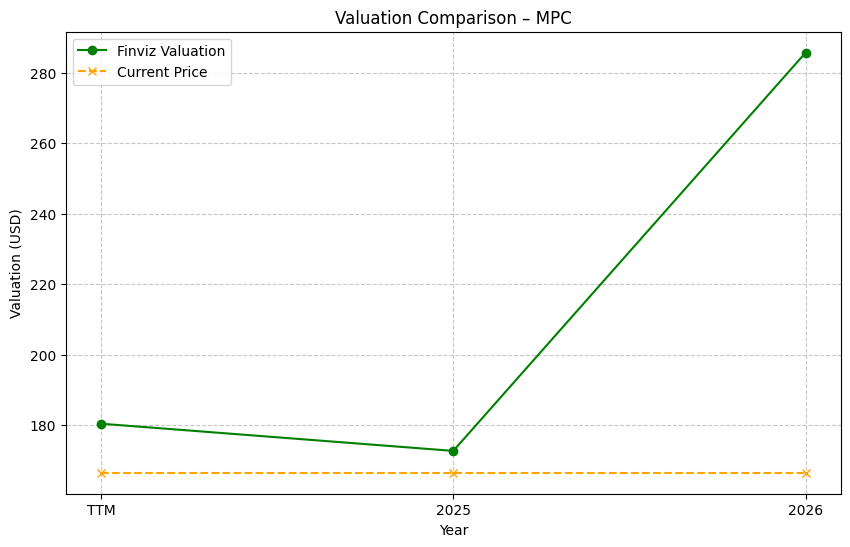 Valuation Comparison – MPC
Finviz Valuation
Current Price
Valuation (USD)
280
260
240
220
200
180
TTM
2025
2026
Year